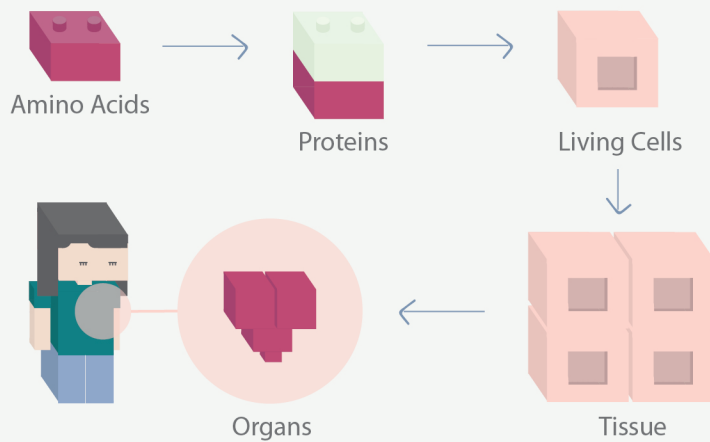 Amino Acids
Proteins
Living Cells
Organs
Tissue